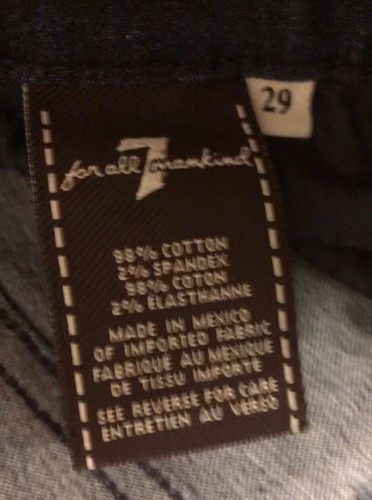 29
for all 7 mankind
98% COTTON
2% SPANDEX
98% COTON
2% ELASTHANNE
MADE IN MEXICO
OF IMPORTED FABRIC
FABRIQUE AU MEXIQUE
DE TISSU IMPORTE
SEE REVERSE FOR CARE
ENTRETIEN AU VERSO